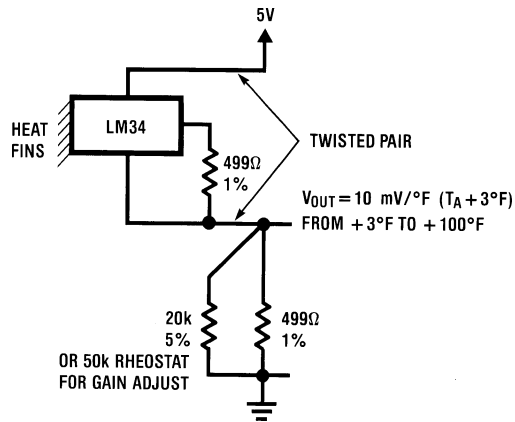 5V
LM34
HEAT
FINS
TWISTED PAIR
499Ω
1%
VOUT=10 mV/°F (TA+3°F)
FROM +3°F TO +100°F
20k
5%
499Ω
1%
OR 50k RHEOSTAT
FOR GAIN ADJUST